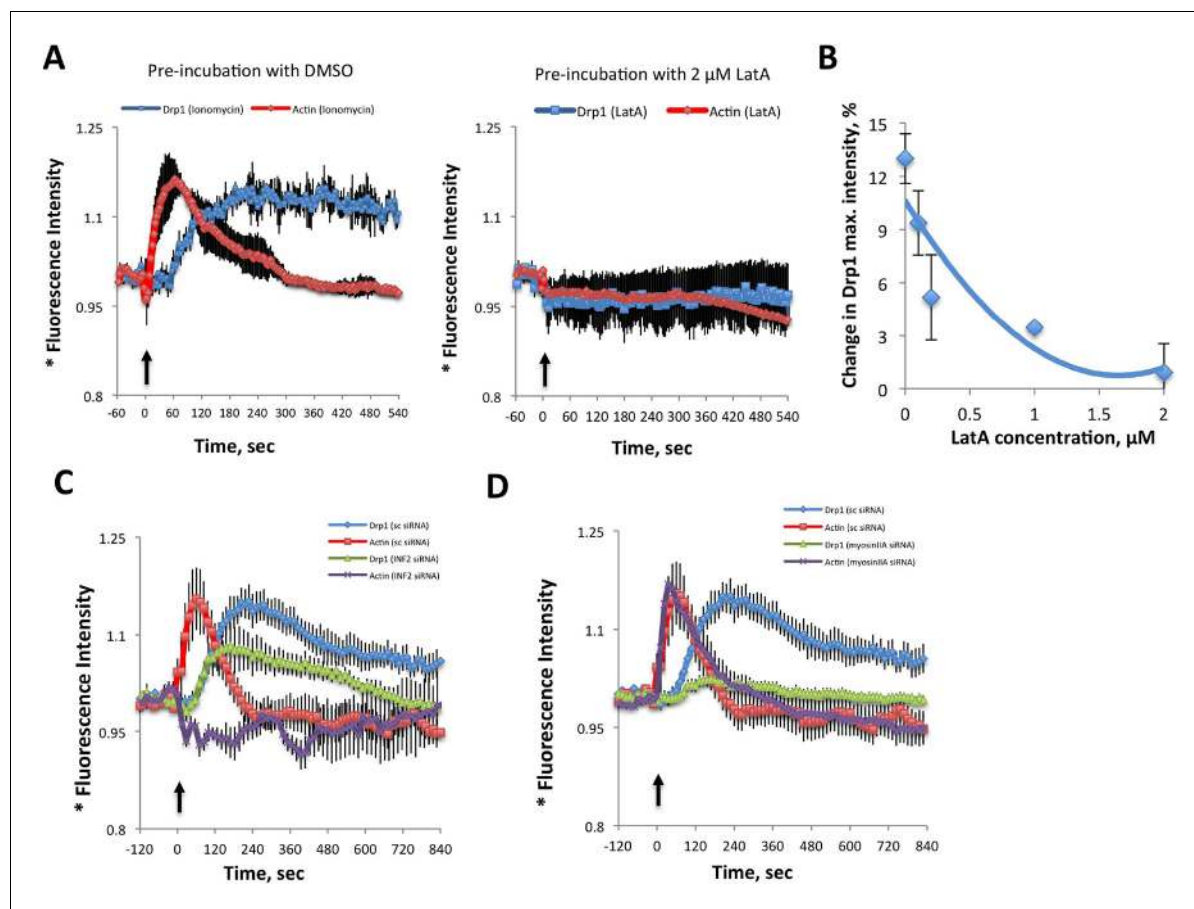 A
Pre-incubation with DMSO
Drp1 (Ionomycin) Actin (Ionomycin)
* Fluorescence Intensity
1.25
1.1
0.95
0.8
-60 0 60 120 180 240 300 360 420 480 540
Time, sec
Pre-incubation with 2 μM LatA
Drp1 (LatA) Actin (LatA)
* Fluorescence Intensity
1.25
1.1
0.95
0.8
-60 0 60 120 180 240 300 360 420 480 540
Time, sec
B
Change in Drp1 max. intensity, %
15
12
9
6
3
0
0 0.5 1 1.5 2
LatA concentration, μM
C
Drp1 (sc siRNA)
Actin (sc siRNA)
Drp1 (INF2 siRNA)
Actin (INF2 siRNA)
* Fluorescence Intensity
1.25
1.1
0.95
0.8
-120 0 120 240 360 480 600 720 840
Time, sec
D
Drp1 (sc siRNA)
Actin (sc siRNA)
Drp1 (myosinIIA siRNA)
Actin (myosinIIA siRNA)
* Fluorescence Intensity
1.25
1.1
0.95
0.8
-120 0 120 240 360 480 600 720 840
Time, sec